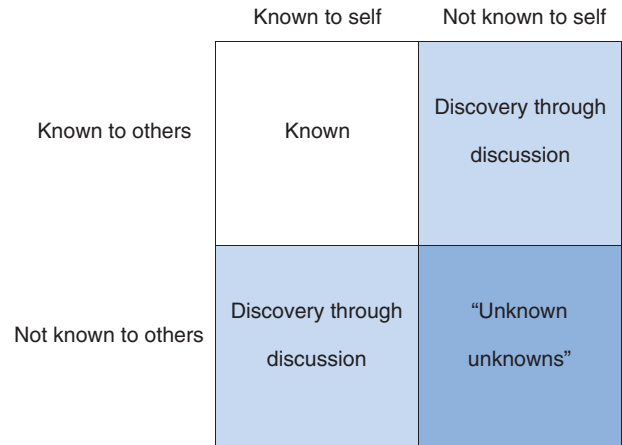 Known to self
Not known to self
Known to others
Known
Discovery through
discussion
Not known to others
Discovery through
discussion
“Unknown
unknowns”